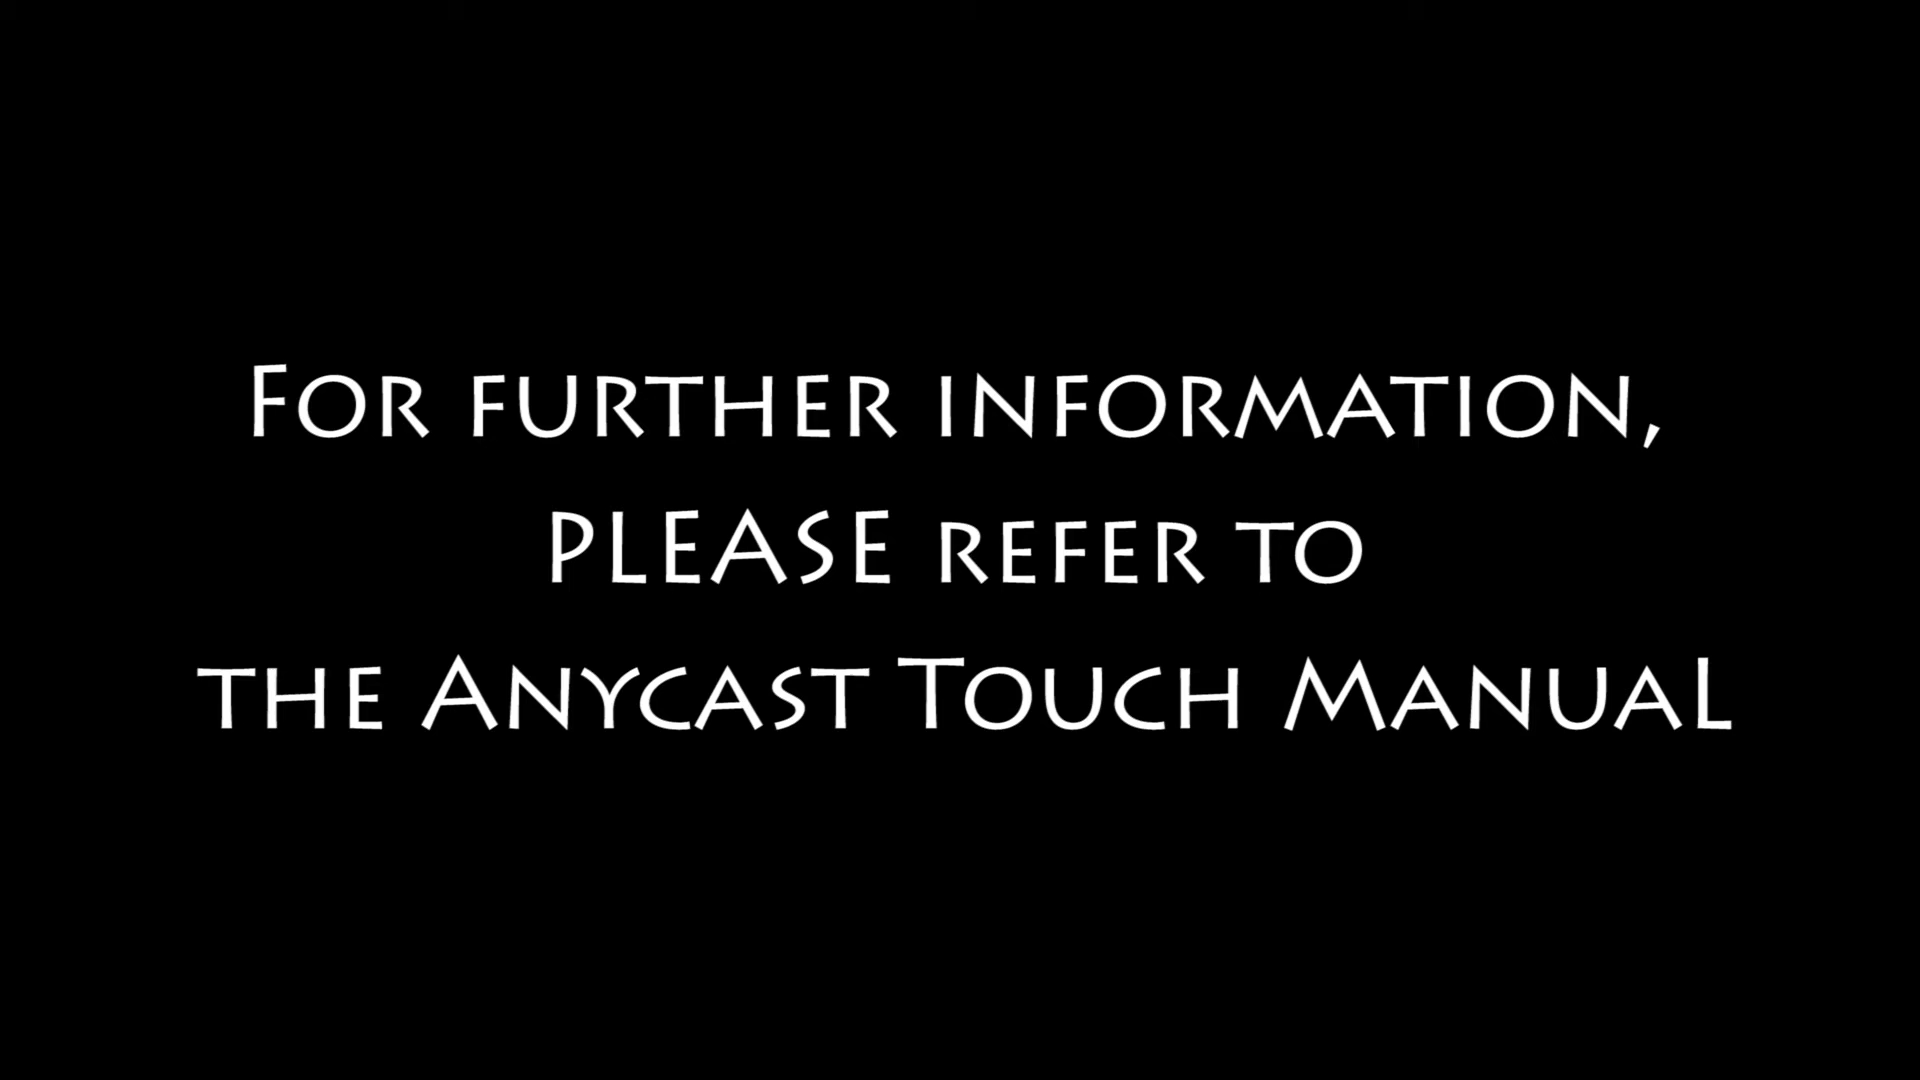 For further information,
PLEASE refer to
the Anycast Touch Manual